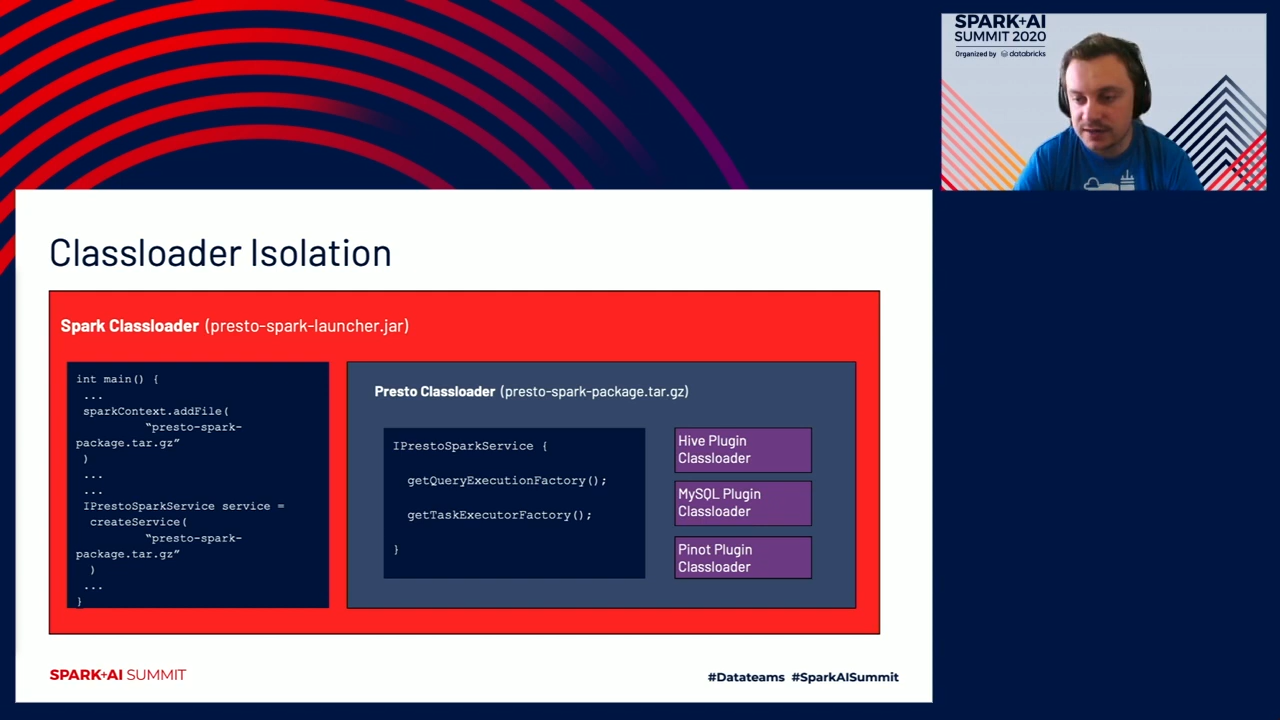 SPARK+AI
SUMMIT 2020
Organized by databricks
Classloader Isolation
Spark Classloader (presto-spark-launcher.jar)
int main() {
...
sparkContext.addFile(
“presto-spark-
package.tar.gz”
)
...
...
IPrestoSparkService service =
createService(
“presto-spark-
package.tar.gz”
)
...
}
Presto Classloader (presto-spark-package.tar.gz)
IPrestoSparkService {
getQueryExecutionFactory();
getTaskExecutorFactory();
}
Hive Plugin
Classloader
MySQL Plugin
Classloader
Pinot Plugin
Classloader
SPARK+AI SUMMIT
#Datateams #SparkAISummit